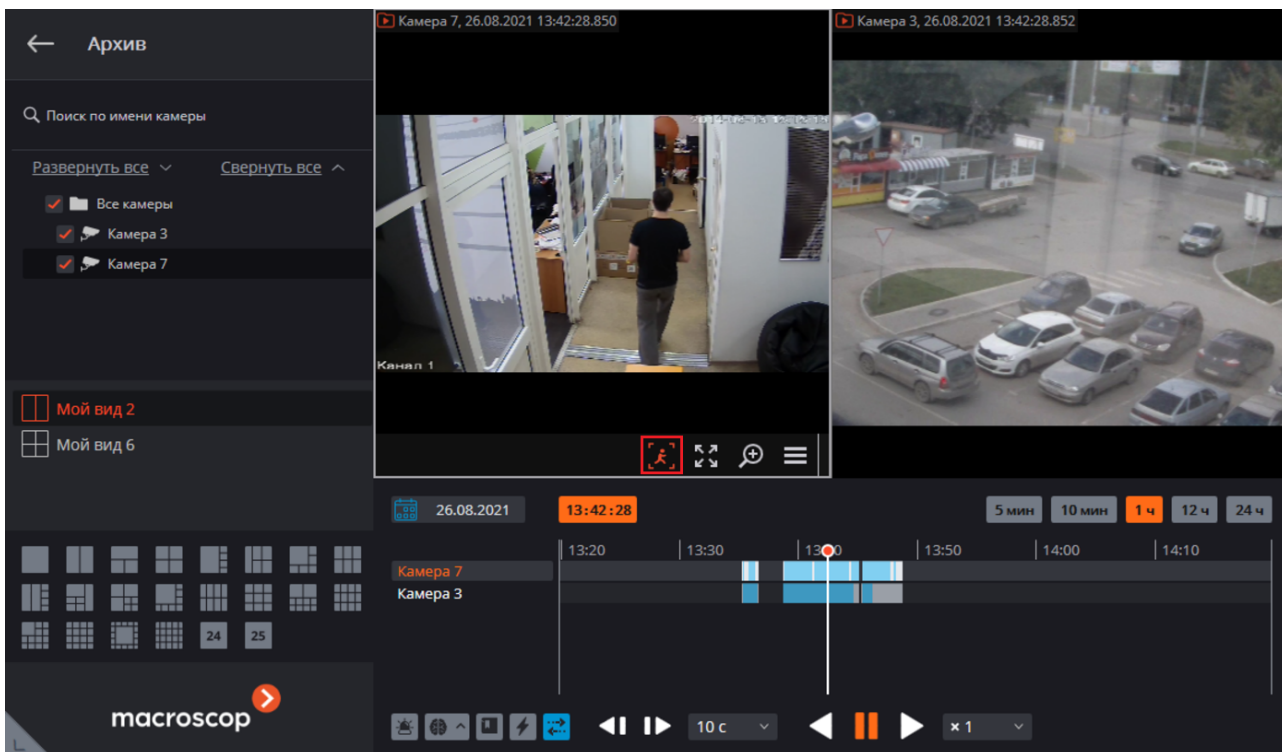 Архив
Поиск по имени камеры
Развернуть все
Свернуть все
Все камеры
Камера 3
Камера 7
Мой вид 2
Мой вид 6
24
25
macroscop
Камера 7, 26.08.2021 13:42:28.850
Канал 1
Камера 3, 26.08.2021 13:42:28.852
26.08.2021
13:42:28
5 мин
10 мин
1 ч
12 ч
24 ч
13:20
13:30
13:50
14:00
14:10
Камера 7
Камера 3
10 с
× 1